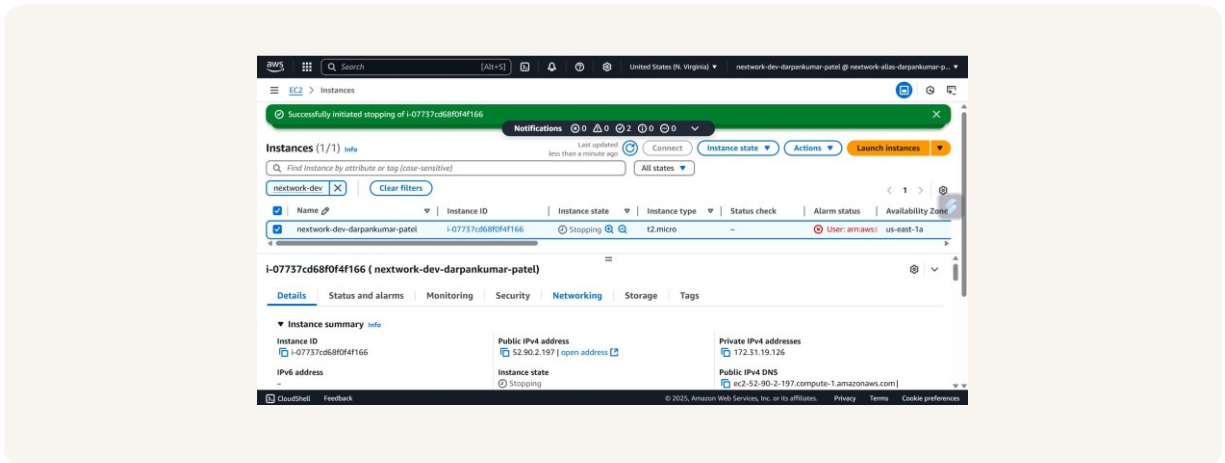 aws Search [Alt+S] United States (N. Virginia) nextwork-dev-darpankumar-patel @ nextwork-alias-darpankumar-p...
EC2 > Instances
Successfully initiated stopping of i-07737cd68f0f4f166
Notifications 0 0 2 0 0
Instances (1/1) Info
Last updated
less than a minute ago
Connect Instance state Actions Launch instances
Find Instance by attribute or tag (case-sensitive) All states
nextwork-dev Clear filters 1
Name Instance ID Instance state Instance type Status check Alarm status Availability Zone
nextwork-dev-darpankumar-patel i-07737cd68f0f4f166 Stopping t2.micro – User: arn:aws:i us-east-1a
i-07737cd68f0f4f166 ( nextwork-dev-darpankumar-patel)
Details Status and alarms Monitoring Security Networking Storage Tags
Instance summary Info
Instance ID Public IPv4 address Private IPv4 addresses
i-07737cd68f0f4f166 52.90.2.197 | open address 172.31.19.126
IPv6 address Instance state Public IPv4 DNS
– Stopping ec2-52-90-2-197.compute-1.amazonaws.com |
CloudShell Feedback © 2025, Amazon Web Services, Inc. or its affiliates. Privacy Terms Cookie preferences